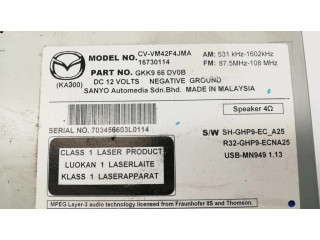 MODEL NO. CV-VM42F4JMA AM: 531 kHz-1602kHz
16730114 FM: 87.5MHz-108 MHz
PART NO. GKK9 66 DV0B
(KA300) DC 12 VOLTS NEGATIVE GROUND
SANYO Automedia Sdn.Bhd. MADE IN MALAYSIA
Speaker 4Ω
SERIAL NO. 703456603L0114
S/W SH-GHP9-EC_A25
R32-GHP9-ECNA25
USB-MN949 1.13
CLASS 1 LASER PRODUCT
LUOKAN 1 LASERLAITE
KLASS 1 LASERAPPARAT
MPEG Layer-3 audio technology licensed from Fraunhofer IIS and Thomson.